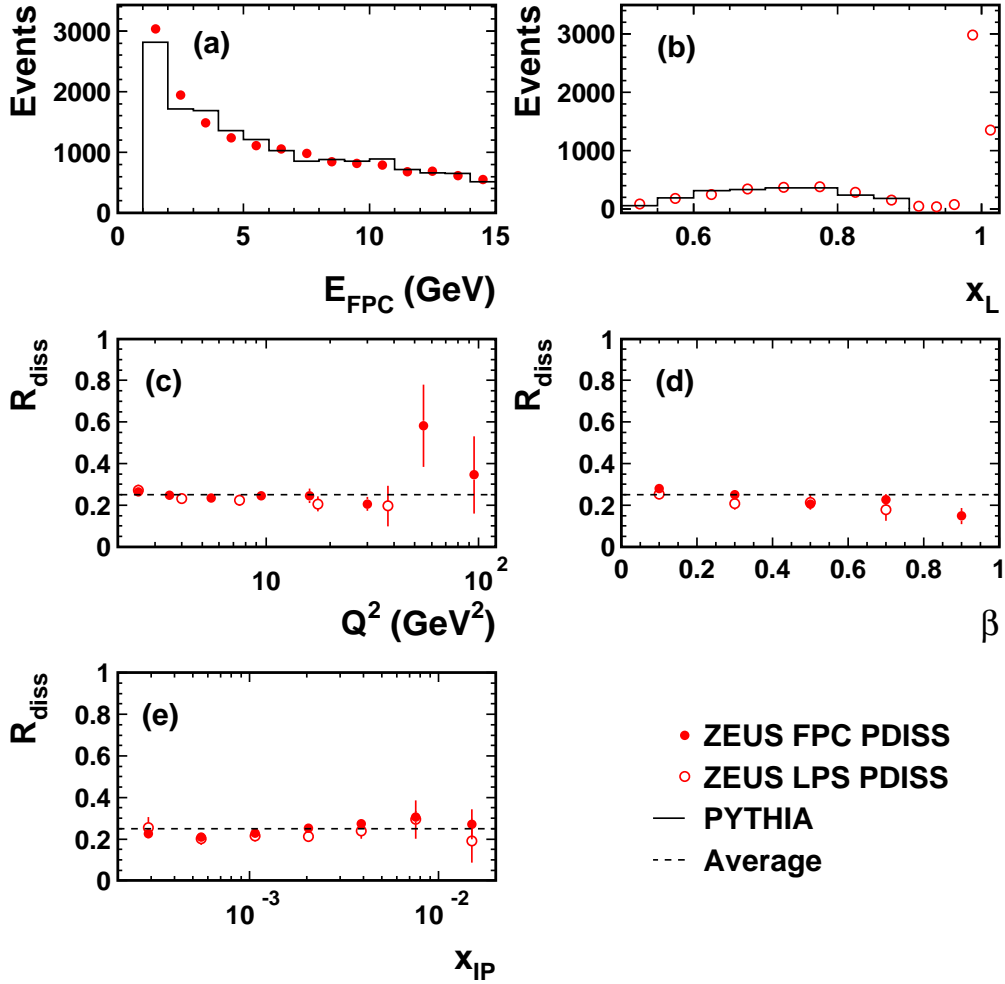 Events
3000
2000
1000
0
(a)
0 5 10 15
E_FPC (GeV)
Events
3000
2000
1000
0
(b)
0.6 0.8 1
x_L
R_diss
1
0.8
0.6
0.4
0.2
0
(c)
10 10^2
Q^2 (GeV^2)
R_diss
1
0.8
0.6
0.4
0.2
0
(d)
0 0.2 0.4 0.6 0.8 1
β
R_diss
1
0.8
0.6
0.4
0.2
0
(e)
10^-3 10^-2
x_IP
ZEUS FPC PDISS
ZEUS LPS PDISS
PYTHIA
Average